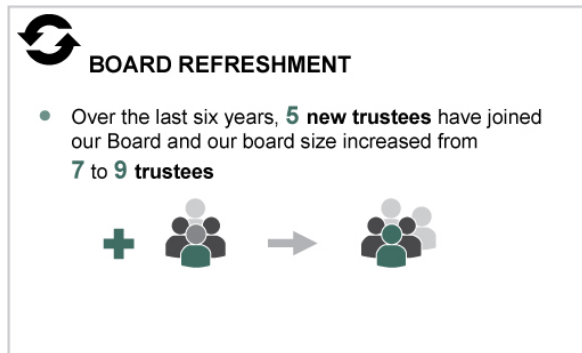 BOARD REFRESHMENT
• Over the last six years, 5 new trustees have joined
our Board and our board size increased from
7 to 9 trustees